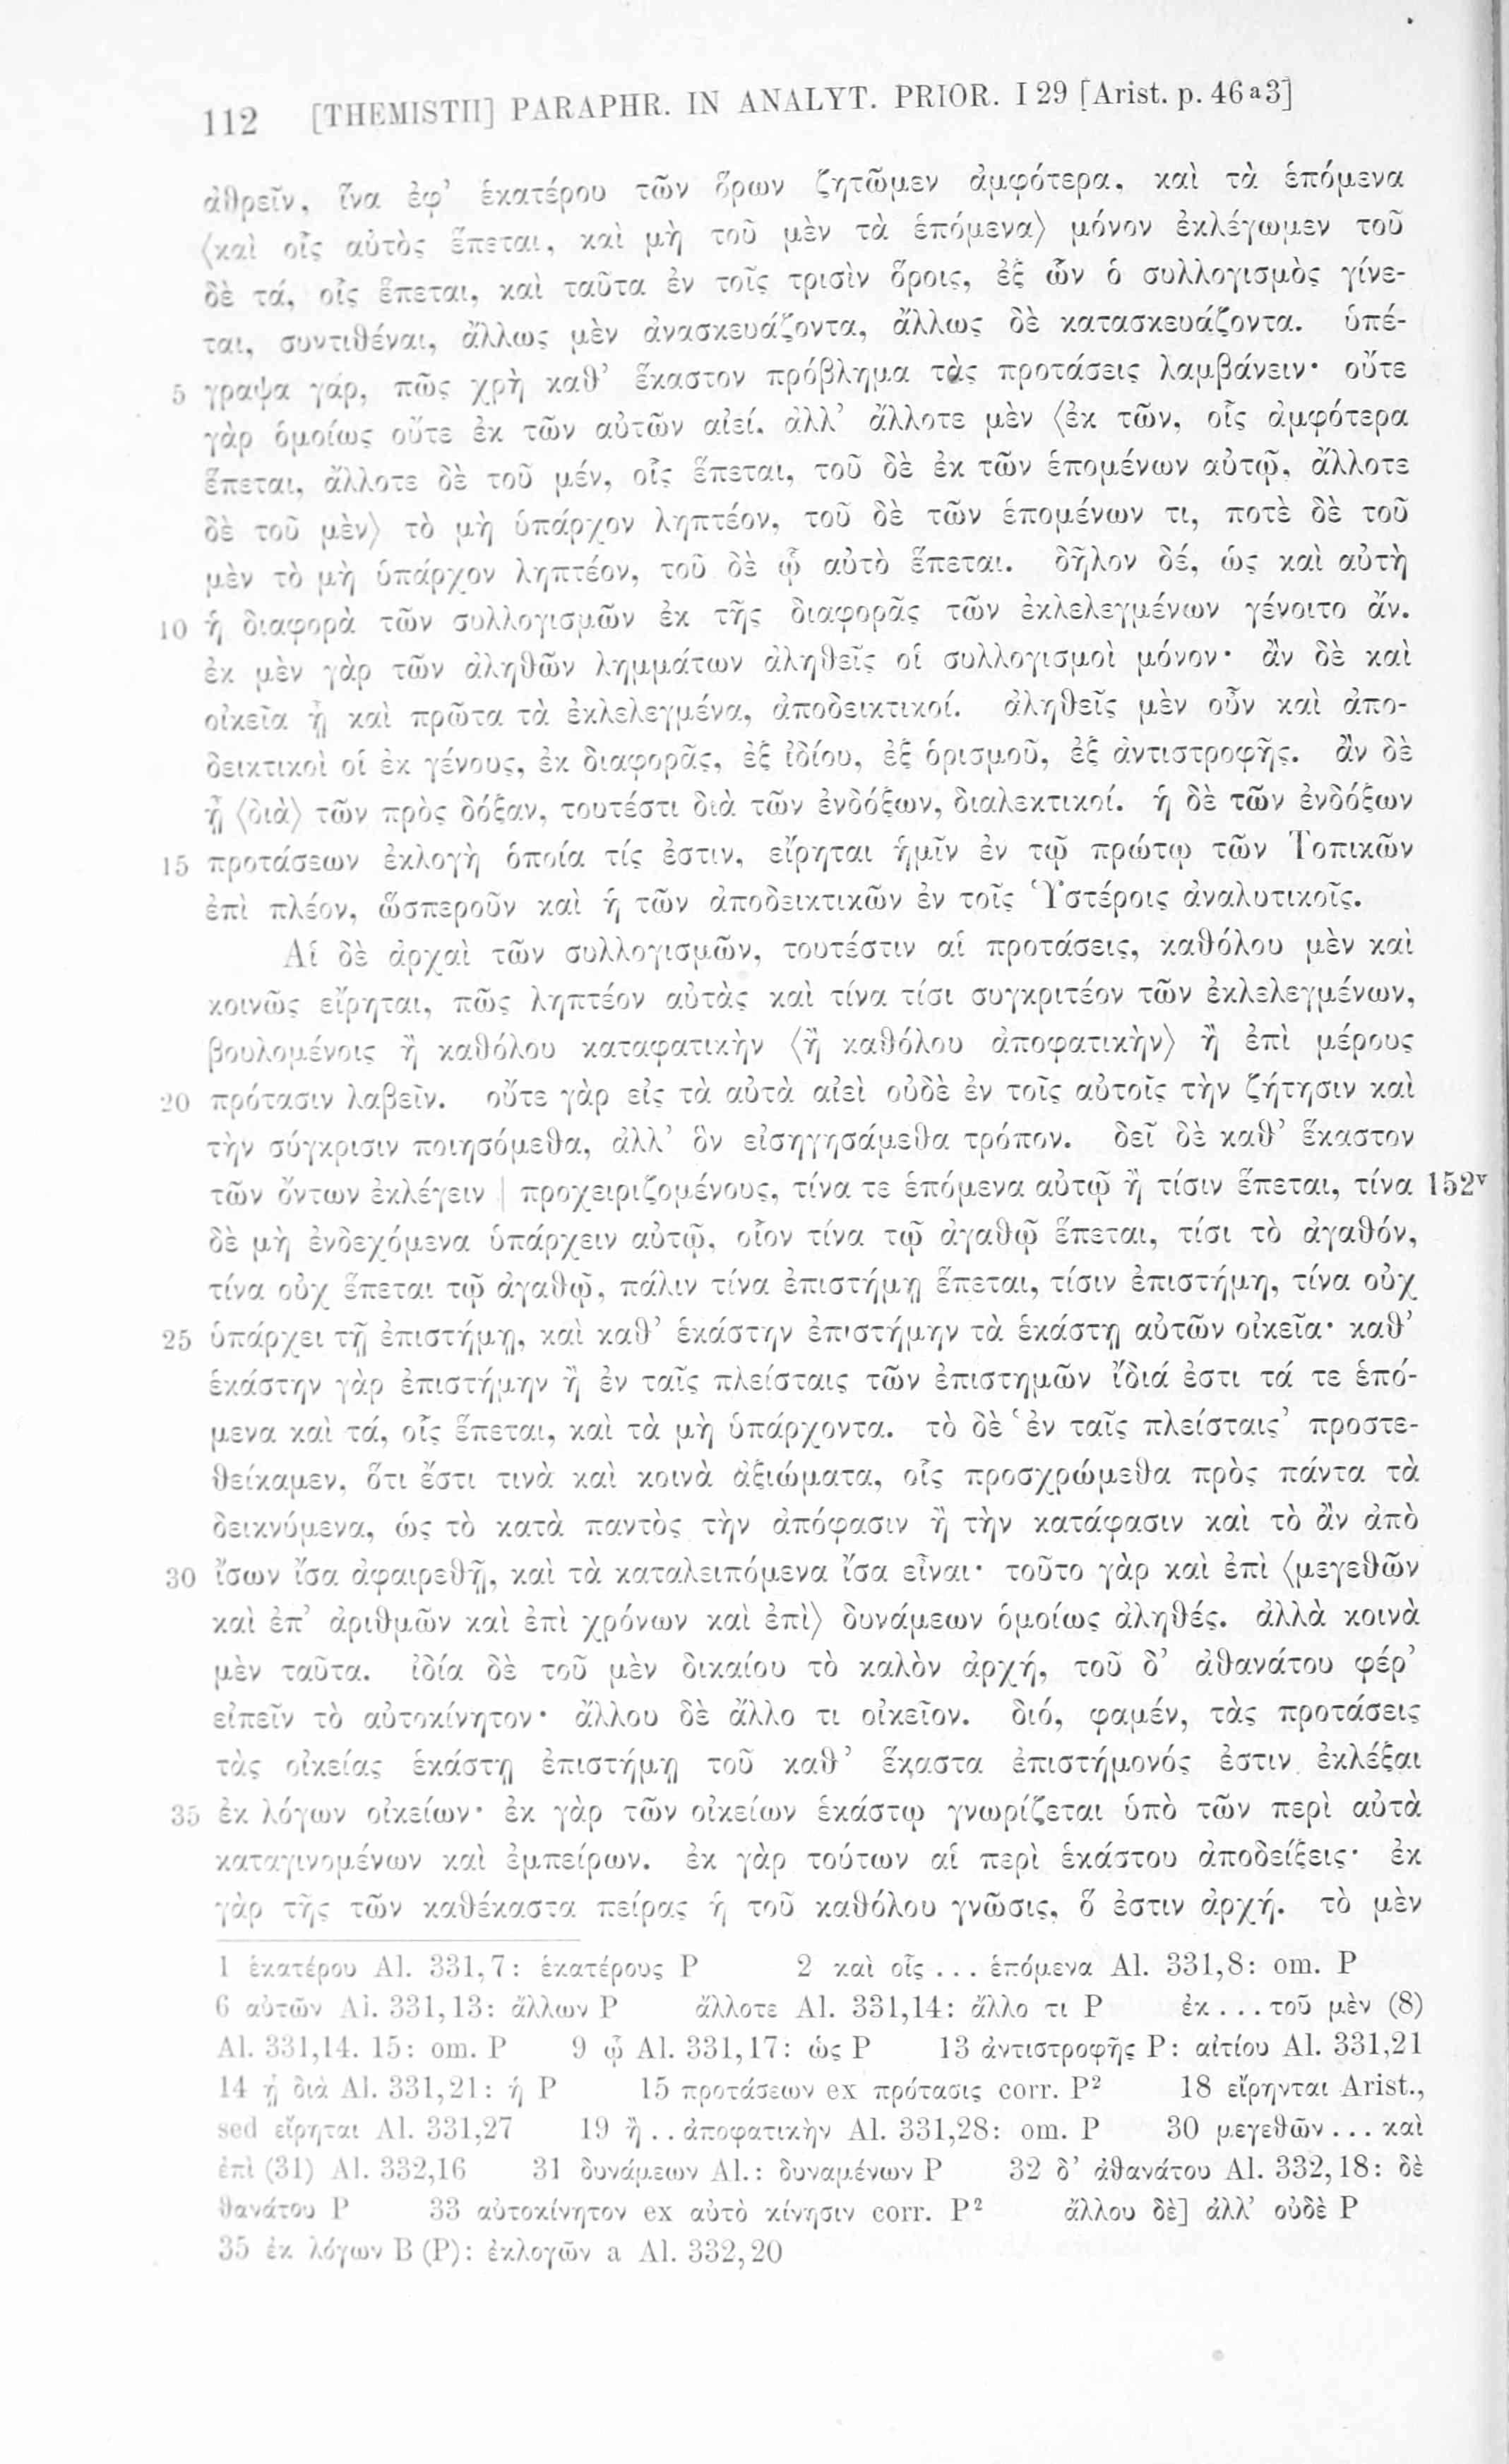 112 [THEMISTII] PARAPHR. IN ANALYT. PRIOR. I 29 [Arist. p. 46 a 3]
ἀθρεῖν, ἵνα ἐφ’ ἑκατέρου τῶν ὅρων ζητῶμεν ἀμφότερα, καὶ τὰ ἑπόμενα
⟨καὶ οἷς αὐτὸς ἕπεται, καὶ μὴ τοῦ μὲν τὰ ἑπόμενα⟩ μόνον ἐκλέγωμεν τοῦ
δὲ τά, οἷς ἕπεται, καὶ ταῦτα ἐν τοῖς τρισὶν ὅροις, ἐξ ὧν ὁ συλλογισμὸς γίνε-
ται, συντιθέναι, ἄλλως μὲν ἀνασκευάζοντα, ἄλλως δὲ κατασκευάζοντα. ὑπέ-
5 γραψα γάρ, πῶς χρὴ καθ’ ἕκαστον πρόβλημα τὰς προτάσεις λαμβάνειν· οὔτε
γὰρ ὁμοίως οὔτε ἐκ τῶν αὐτῶν αἰεί. ἀλλ’ ἄλλοτε μὲν ⟨ἐκ τῶν, οἷς ἀμφότερα
ἕπεται, ἄλλοτε δὲ τοῦ μέν, οἷς ἕπεται, τοῦ δὲ ἐκ τῶν ἑπομένων αὐτῷ, ἄλλοτε
δὲ τοῦ μὲν⟩ τὸ μὴ ὑπάρχον ληπτέον, τοῦ δὲ τῶν ἑπομένων τι, ποτὲ δὲ τοῦ
μὲν τὸ μὴ ὑπάρχον ληπτέον, τοῦ δὲ ᾧ αὐτὸ ἕπεται. δῆλον δέ, ὡς καὶ αὐτὴ
10 ἡ διαφορὰ τῶν συλλογισμῶν ἐκ τῆς διαφορᾶς τῶν ἐκλελεγμένων γένοιτο ἄν.
ἐκ μὲν γὰρ τῶν ἀληθῶν λημμάτων ἀληθεῖς οἱ συλλογισμοὶ μόνον· ἂν δὲ καὶ
οἰκεῖα ᾖ καὶ πρῶτα τὰ ἐκλελεγμένα, ἀποδεικτικοί. ἀληθεῖς μὲν οὖν καὶ ἀπο-
δεικτικοὶ οἱ ἐκ γένους, ἐκ διαφορᾶς, ἐξ ἰδίου, ἐξ ὁρισμοῦ, ἐξ ἀντιστροφῆς. ἂν δὲ
ᾖ ⟨διὰ⟩ τῶν πρὸς δόξαν, τουτέστι διὰ τῶν ἐνδόξων, διαλεκτικοί. ἡ δὲ τῶν ἐνδόξων
15 προτάσεων ἐκλογὴ ὁποία τίς ἐστιν, εἴρηται ἡμῖν ἐν τῷ πρώτῳ τῶν Τοπικῶν
ἐπὶ πλέον, ὥσπεροῦν καὶ ἡ τῶν ἀποδεικτικῶν ἐν τοῖς Ὑστέροις ἀναλυτικοῖς.
Αἱ δὲ ἀρχαὶ τῶν συλλογισμῶν, τουτέστιν αἱ προτάσεις, καθόλου μὲν καὶ
κοινῶς εἴρηται, πῶς ληπτέον αὐτὰς καὶ τίνα τίσι συγκριτέον τῶν ἐκλελεγμένων,
βουλομένοις ἢ καθόλου καταφατικὴν ⟨ἢ καθόλου ἀποφατικὴν⟩ ἢ ἐπὶ μέρους
20 πρότασιν λαβεῖν. οὔτε γὰρ εἰς τὰ αὐτὰ αἰεὶ οὐδὲ ἐν τοῖς αὐτοῖς τὴν ζήτησιν καὶ
τὴν σύγκρισιν ποιησόμεθα, ἀλλ’ ὃν εἰσηγησάμεθα τρόπον. δεῖ δὲ καθ’ ἕκαστον
τῶν ὄντων ἐκλέγειν | προχειριζομένους, τίνα τε ἑπόμενα αὐτῷ ἢ τίσιν ἕπεται, τίνα 152ᵛ
δὲ μὴ ἐνδεχόμενα ὑπάρχειν αὐτῷ, οἷον τίνα τῷ ἀγαθῷ ἕπεται, τίσι τὸ ἀγαθόν,
τίνα οὐχ ἕπεται τῷ ἀγαθῷ, πάλιν τίνα ἐπιστήμῃ ἕπεται, τίσιν ἐπιστήμη, τίνα οὐχ
25 ὑπάρχει τῇ ἐπιστήμῃ, καὶ καθ’ ἑκάστην ἐπιστήμην τὰ ἑκάστῃ αὐτῶν οἰκεῖα· καθ’
ἑκάστην γὰρ ἐπιστήμην ἢ ἐν ταῖς πλείσταις τῶν ἐπιστημῶν ἴδιά ἐστι τά τε ἑπό-
μενα καὶ τά, οἷς ἕπεται, καὶ τὰ μὴ ὑπάρχοντα. τὸ δὲ ‘ἐν ταῖς πλείσταις’ προστε-
θείκαμεν, ὅτι ἔστι τινὰ καὶ κοινὰ ἀξιώματα, οἷς προσχρώμεθα πρὸς πάντα τὰ
δεικνύμενα, ὡς τὸ κατὰ παντὸς τὴν ἀπόφασιν ἢ τὴν κατάφασιν καὶ τὸ ἂν ἀπὸ
30 ἴσων ἴσα ἀφαιρεθῇ, καὶ τὰ καταλειπόμενα ἴσα εἶναι· τοῦτο γὰρ καὶ ἐπὶ ⟨μεγεθῶν
καὶ ἐπ’ ἀριθμῶν καὶ ἐπὶ χρόνων καὶ ἐπὶ⟩ δυνάμεων ὁμοίως ἀληθές. ἀλλὰ κοινὰ
μὲν ταῦτα. ἰδία δὲ τοῦ μὲν δικαίου τὸ καλὸν ἀρχή, τοῦ δ’ ἀθανάτου φέρ’
εἰπεῖν τὸ αὐτοκίνητον· ἄλλου δὲ ἄλλο τι οἰκεῖον. διό, φαμέν, τὰς προτάσεις
τὰς οἰκείας ἑκάστῃ ἐπιστήμῃ τοῦ καθ’ ἕκαστα ἐπιστήμονός ἐστιν ἐκλέξαι
35 ἐκ λόγων οἰκείων· ἐκ γὰρ τῶν οἰκείων ἑκάστῳ γνωρίζεται ὑπὸ τῶν περὶ αὐτὰ
καταγινομένων καὶ ἐμπείρων. ἐκ γὰρ τούτων αἱ περὶ ἑκάστου ἀποδείξεις· ἐκ
γὰρ τῆς τῶν καθέκαστα πείρας ἡ τοῦ καθόλου γνῶσις, ὅ ἐστιν ἀρχή. τὸ μὲν
1 ἑκατέρου Al. 331,7: ἑκατέρους P 2 καὶ οἷς ... ἑπόμενα Al. 331,8: om. P
6 αὐτῶν Al. 331,13: ἄλλων P ἄλλοτε Al. 331,14: ἄλλο τι P ἐκ ... τοῦ μὲν (8)
Al. 331,14. 15: om. P 9 ᾧ Al. 331,17: ὡς P 13 ἀντιστροφῆς P: αἰτίου Al. 331,21
14 ᾖ διὰ Al. 331,21: ἡ P 15 προτάσεων ex πρότασις corr. P² 18 εἴρηνται Arist.,
sed εἴρηται Al. 331,27 19 ἢ .. ἀποφατικὴν Al. 331,28: om. P 30 μεγεθῶν ... καὶ
ἐπὶ (31) Al. 332,16 31 δυνάμεων Al.: δυναμένων P 32 δ’ ἀθανάτου Al. 332,18: δὲ
θανάτου P 33 αὐτοκίνητον ex αὐτὸ κίνησιν corr. P² ἄλλου δὲ] ἀλλ’ οὐδὲ P
35 ἐκ λόγων B (P): ἐκλογῶν a Al. 332,20